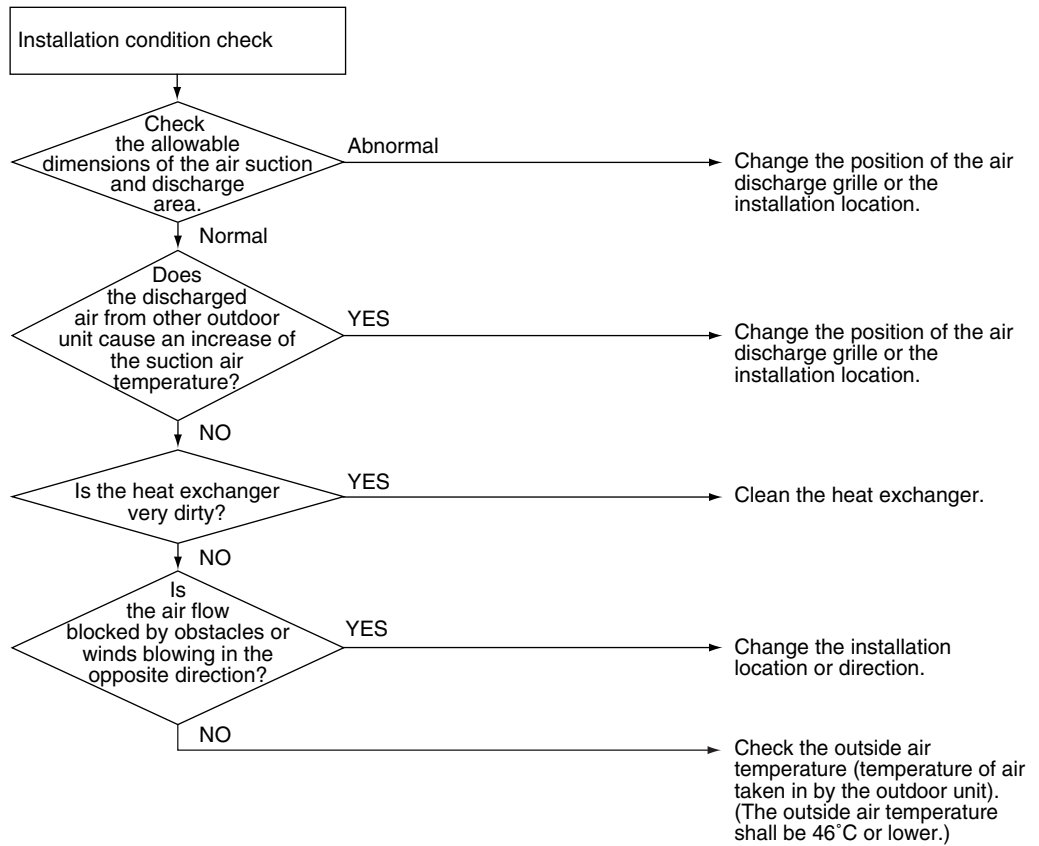 Installation condition check
Check
the allowable
dimensions of the air suction
and discharge
area.
Abnormal
Change the position of the air
discharge grille or the
installation location.
Normal
Does
the discharged
air from other outdoor
unit cause an increase of
the suction air
temperature?
YES
Change the position of the air
discharge grille or the
installation location.
NO
Is the heat exchanger
very dirty?
YES
Clean the heat exchanger.
NO
Is
the air flow
blocked by obstacles or
winds blowing in the
opposite direction?
YES
Change the installation
location or direction.
NO
Check the outside air
temperature (temperature of air
taken in by the outdoor unit).
(The outside air temperature
shall be 46˚C or lower.)